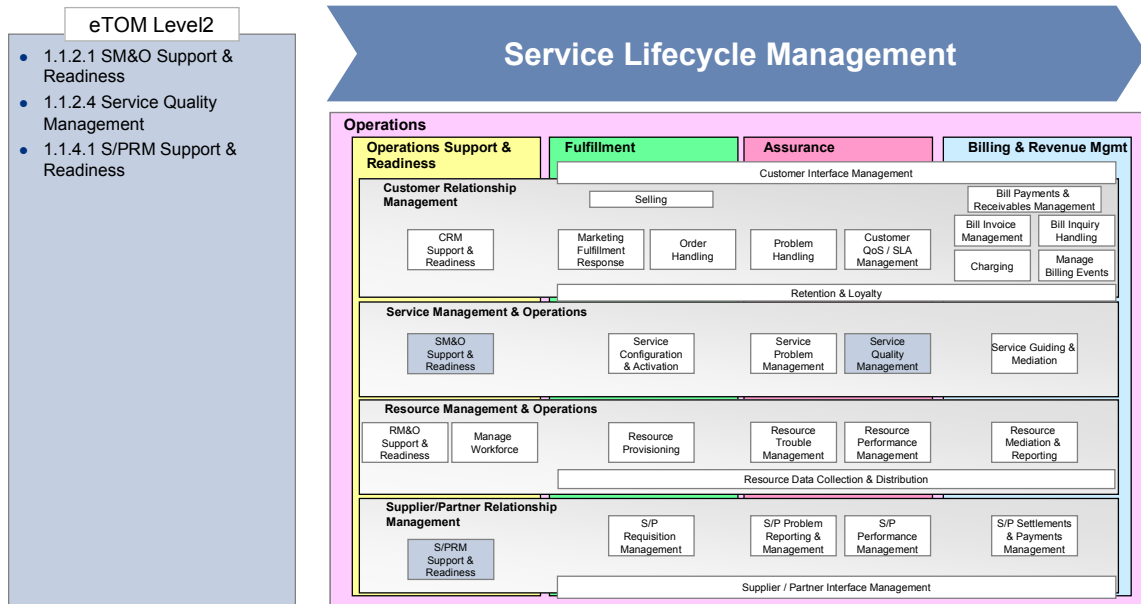 eTOM Level2
1.1.2.1 SM&O Support &
Readiness
1.1.2.4 Service Quality
Management
1.1.4.1 S/PRM Support &
Readiness
Service Lifecycle Management
Operations
Operations Support &
Readiness
Fulfillment
Assurance
Billing & Revenue Mgmt
Customer Interface Management
Customer Relationship
Management
Selling
Bill Payments &
Receivables Management
CRM
Support &
Readiness
Marketing
Fulfillment
Response
Order
Handling
Problem
Handling
Customer
QoS / SLA
Management
Bill Invoice
Management
Bill Inquiry
Handling
Charging
Manage
Billing Events
Retention & Loyalty
Service Management & Operations
SM&O
Support &
Readiness
Service
Configuration
& Activation
Service
Problem
Management
Service
Quality
Management
Service Guiding &
Mediation
Resource Management & Operations
RM&O
Support &
Readiness
Manage
Workforce
Resource
Provisioning
Resource
Trouble
Management
Resource
Performance
Management
Resource
Mediation &
Reporting
Resource Data Collection & Distribution
Supplier/Partner Relationship
Management
S/PRM
Support &
Readiness
S/P
Requisition
Management
S/P Problem
Reporting &
Management
S/P
Performance
Management
S/P Settlements
& Payments
Management
Supplier / Partner Interface Management